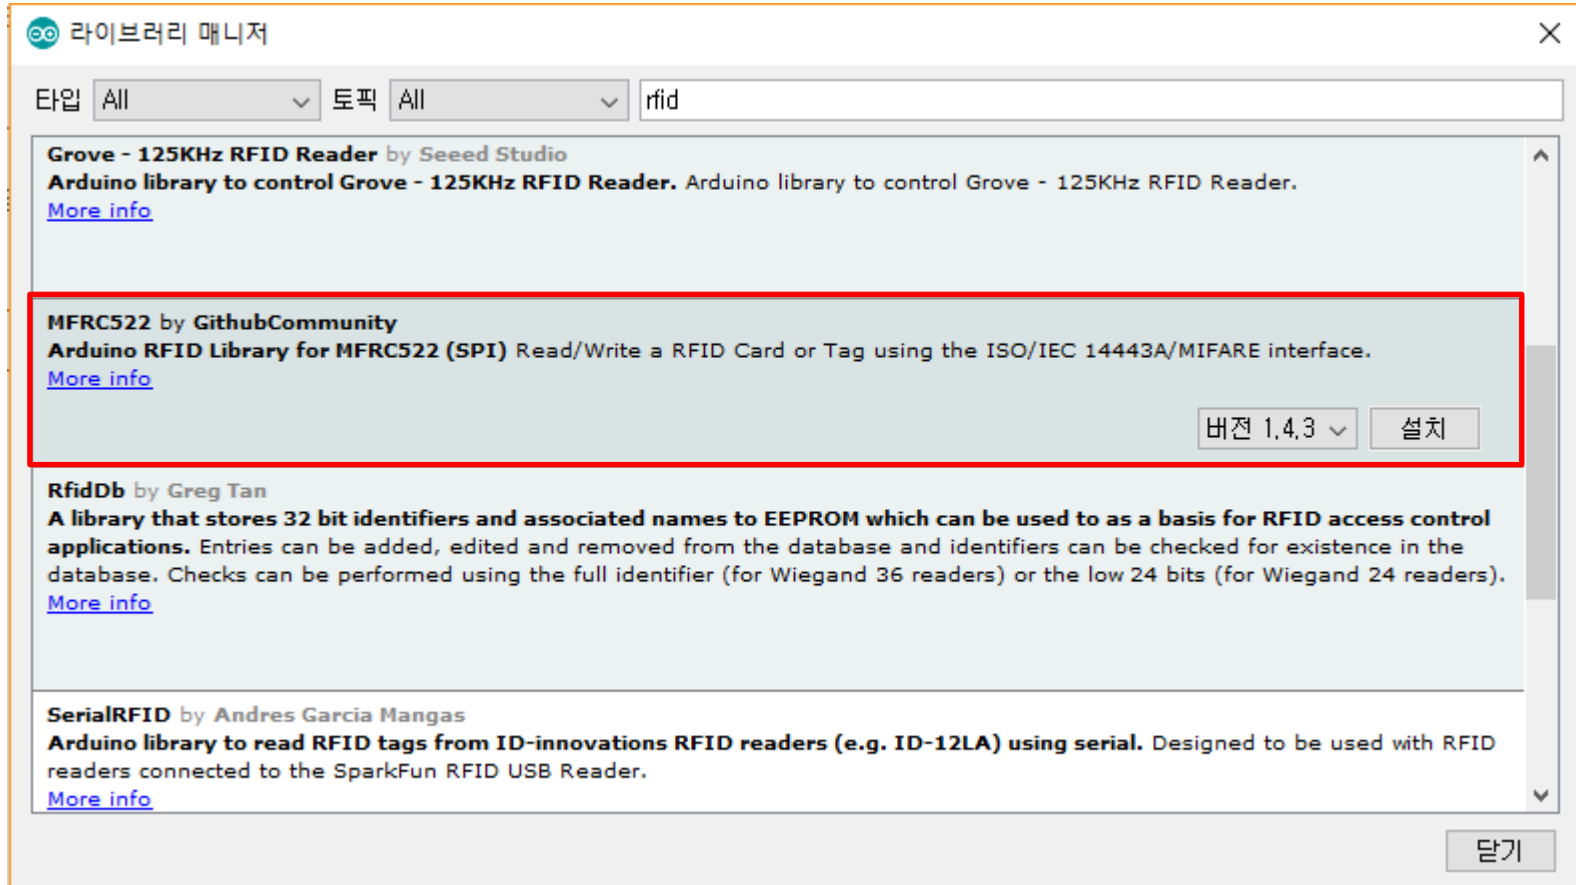 라이브러리 매니저
타입 All 토픽 All rfid
Grove - 125KHz RFID Reader by Seeed Studio
Arduino library to control Grove - 125KHz RFID Reader. Arduino library to control Grove - 125KHz RFID Reader.
More info
MFRC522 by GithubCommunity
Arduino RFID Library for MFRC522 (SPI) Read/Write a RFID Card or Tag using the ISO/IEC 14443A/MIFARE interface.
More info
버전 1.4.3 설치
RfidDb by Greg Tan
A library that stores 32 bit identifiers and associated names to EEPROM which can be used to as a basis for RFID access control
applications. Entries can be added, edited and removed from the database and identifiers can be checked for existence in the
database. Checks can be performed using the full identifier (for Wiegand 36 readers) or the low 24 bits (for Wiegand 24 readers).
More info
SerialRFID by Andres Garcia Mangas
Arduino library to read RFID tags from ID-innovations RFID readers (e.g. ID-12LA) using serial. Designed to be used with RFID
readers connected to the SparkFun RFID USB Reader.
More info
닫기